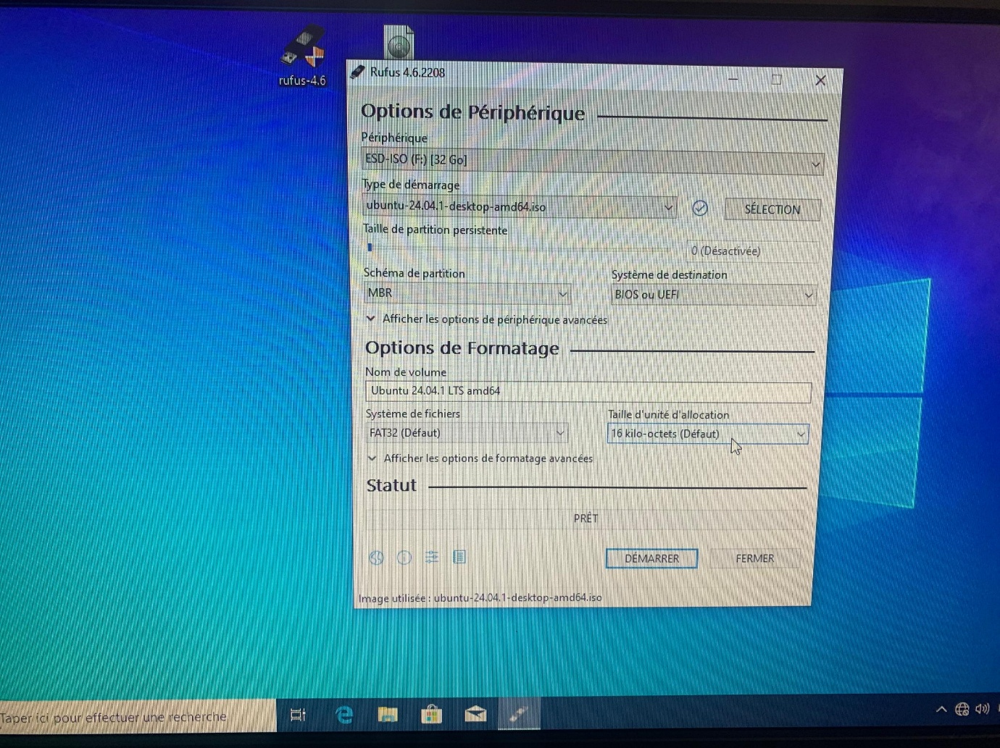 rufus-4.6
Rufus 4.6.2208
Options de Périphérique
Périphérique
ESD-ISO (F:) [32 Go]
Type de démarrage
ubuntu-24.04.1-desktop-amd64.iso
SÉLECTION
Taille de partition persistente
0 (Désactivée)
Schéma de partition
Système de destination
MBR
BIOS ou UEFI
Afficher les options de périphérique avancées
Options de Formatage
Nom de volume
Ubuntu 24.04.1 LTS amd64
Système de fichiers
Taille d'unité d'allocation
FAT32 (Défaut)
16 kilo-octets (Défaut)
Afficher les options de formatage avancées
Statut
PRÊT
DÉMARRER
FERMER
Image utilisée : ubuntu-24.04.1-desktop-amd64.iso
Taper ici pour effectuer une recherche